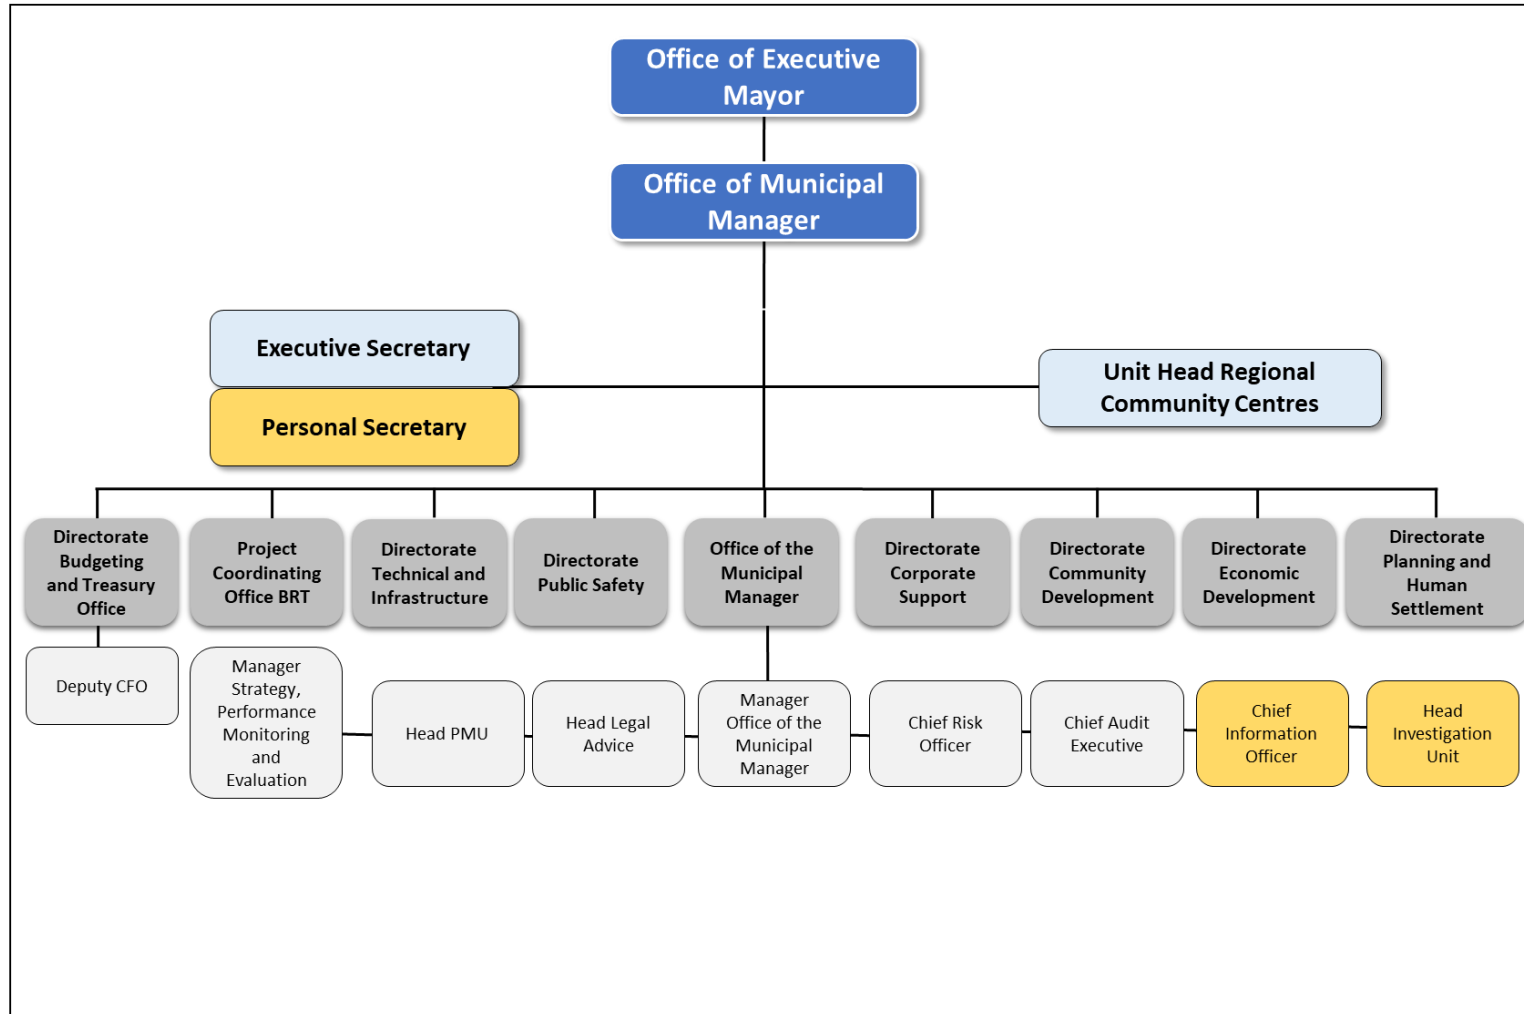 Office of Executive
Mayor
Office of Municipal
Manager
Executive Secretary
Personal Secretary
Unit Head Regional
Community Centres
Directorate
Budgeting
and Treasury
Office
Project
Coordinating
Office BRT
Directorate
Technical and
Infrastructure
Directorate
Public Safety
Office of the
Municipal
Manager
Directorate
Corporate
Support
Directorate
Community
Development
Directorate
Economic
Development
Directorate
Planning and
Human
Settlement
Deputy CFO
Manager
Strategy,
Performance
Monitoring
and
Evaluation
Head PMU
Head Legal
Advice
Manager
Office of the
Municipal
Manager
Chief Risk
Officer
Chief Audit
Executive
Chief
Information
Officer
Head
Investigation
Unit